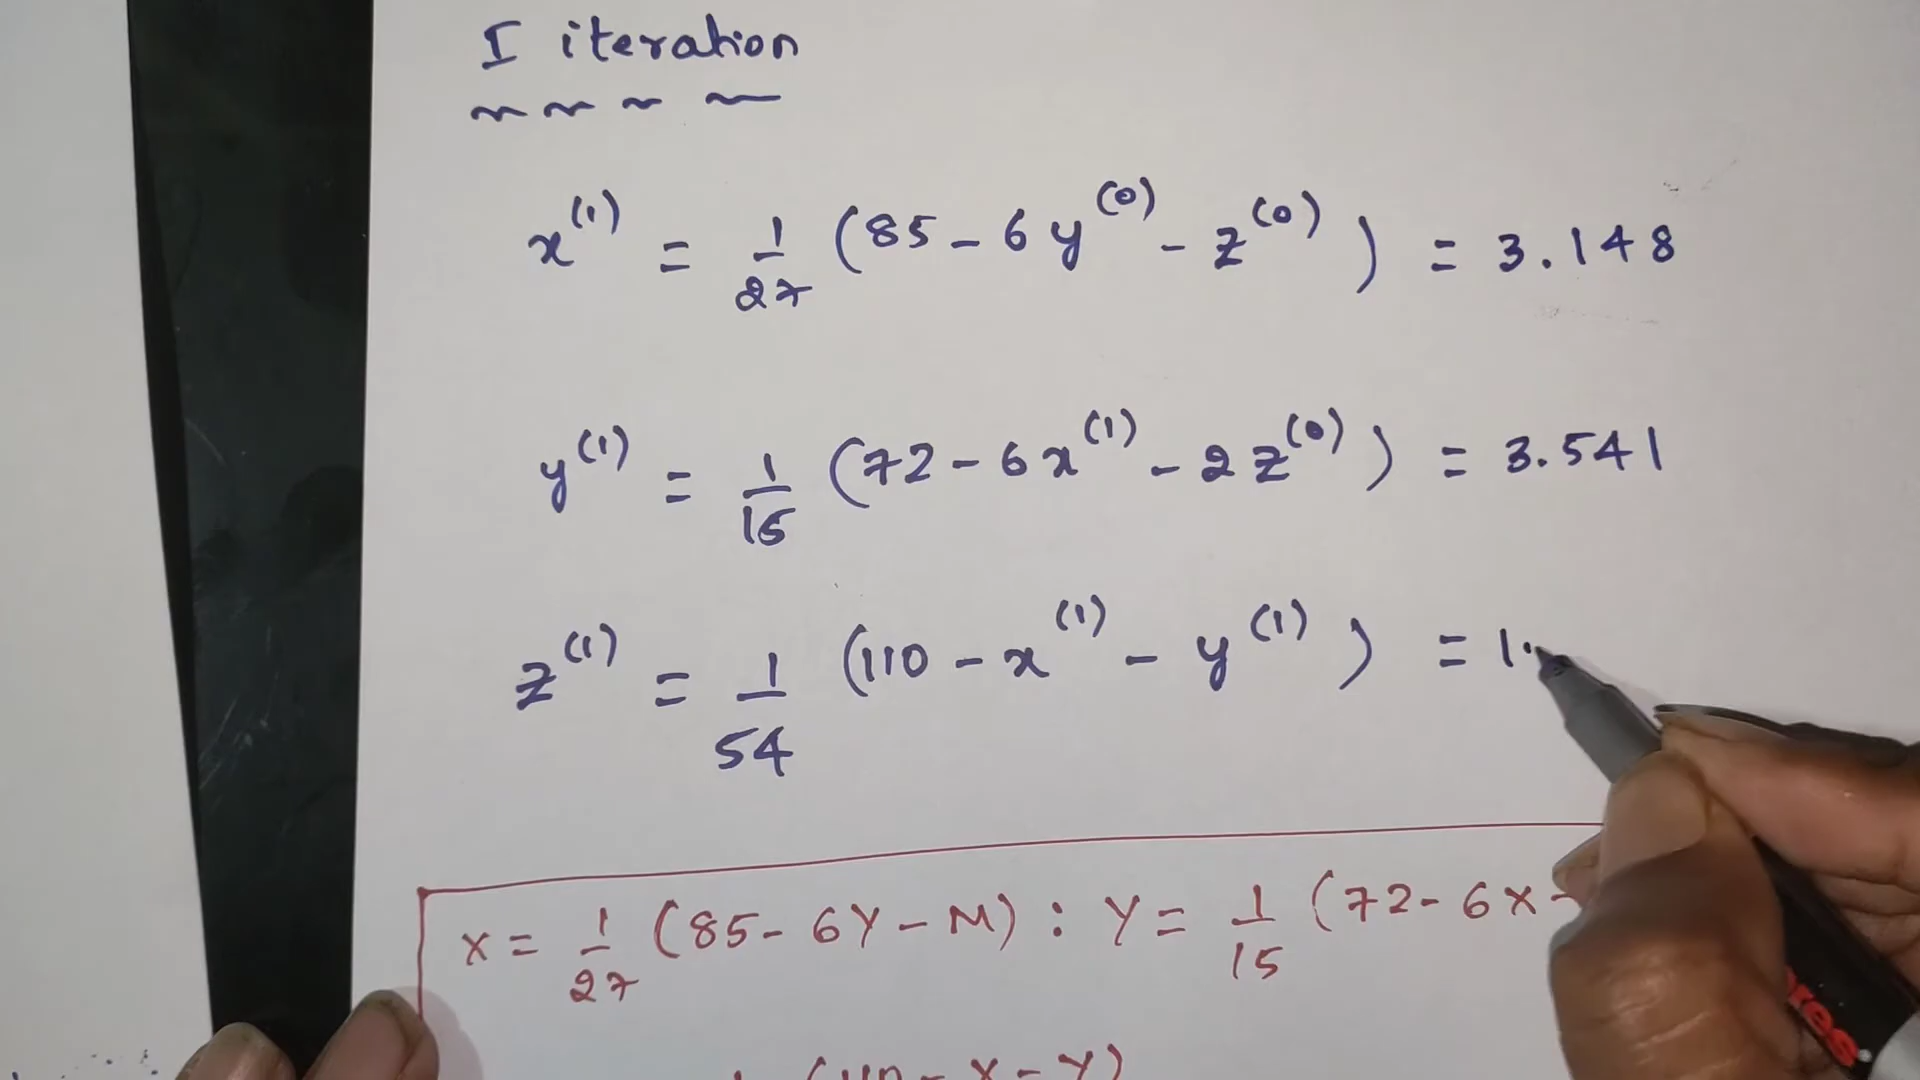 I iteration
x^(1) = 1/27 (85 - 6y^(0) - z^(0)) = 3.148
y^(1) = 1/15 (72 - 6x^(1) - 2z^(0)) = 3.541
z^(1) = 1/54 (110 - x^(1) - y^(1)) = 1.
X = 1/27 (85 - 6Y - M) : Y = 1/15 (72 - 6X -
(110 - X - Y)